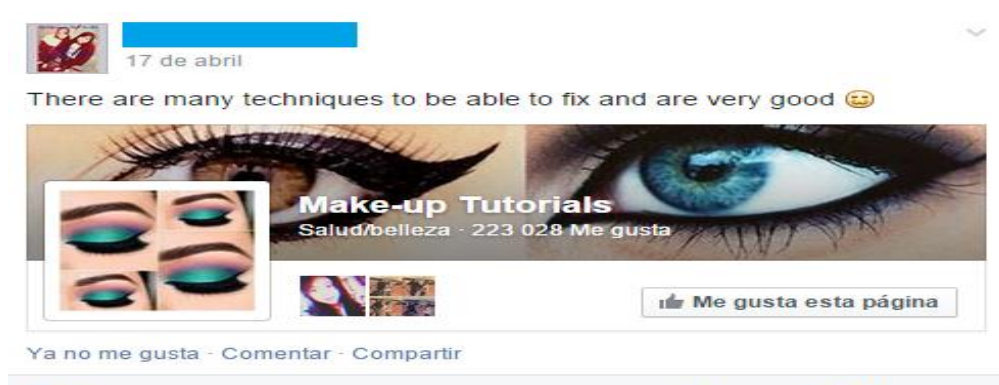 17 de abril
There are many techniques to be able to fix and are very good
Make-up Tutorials
Salud/belleza · 223 028 Me gusta
Me gusta esta página
Ya no me gusta · Comentar · Compartir